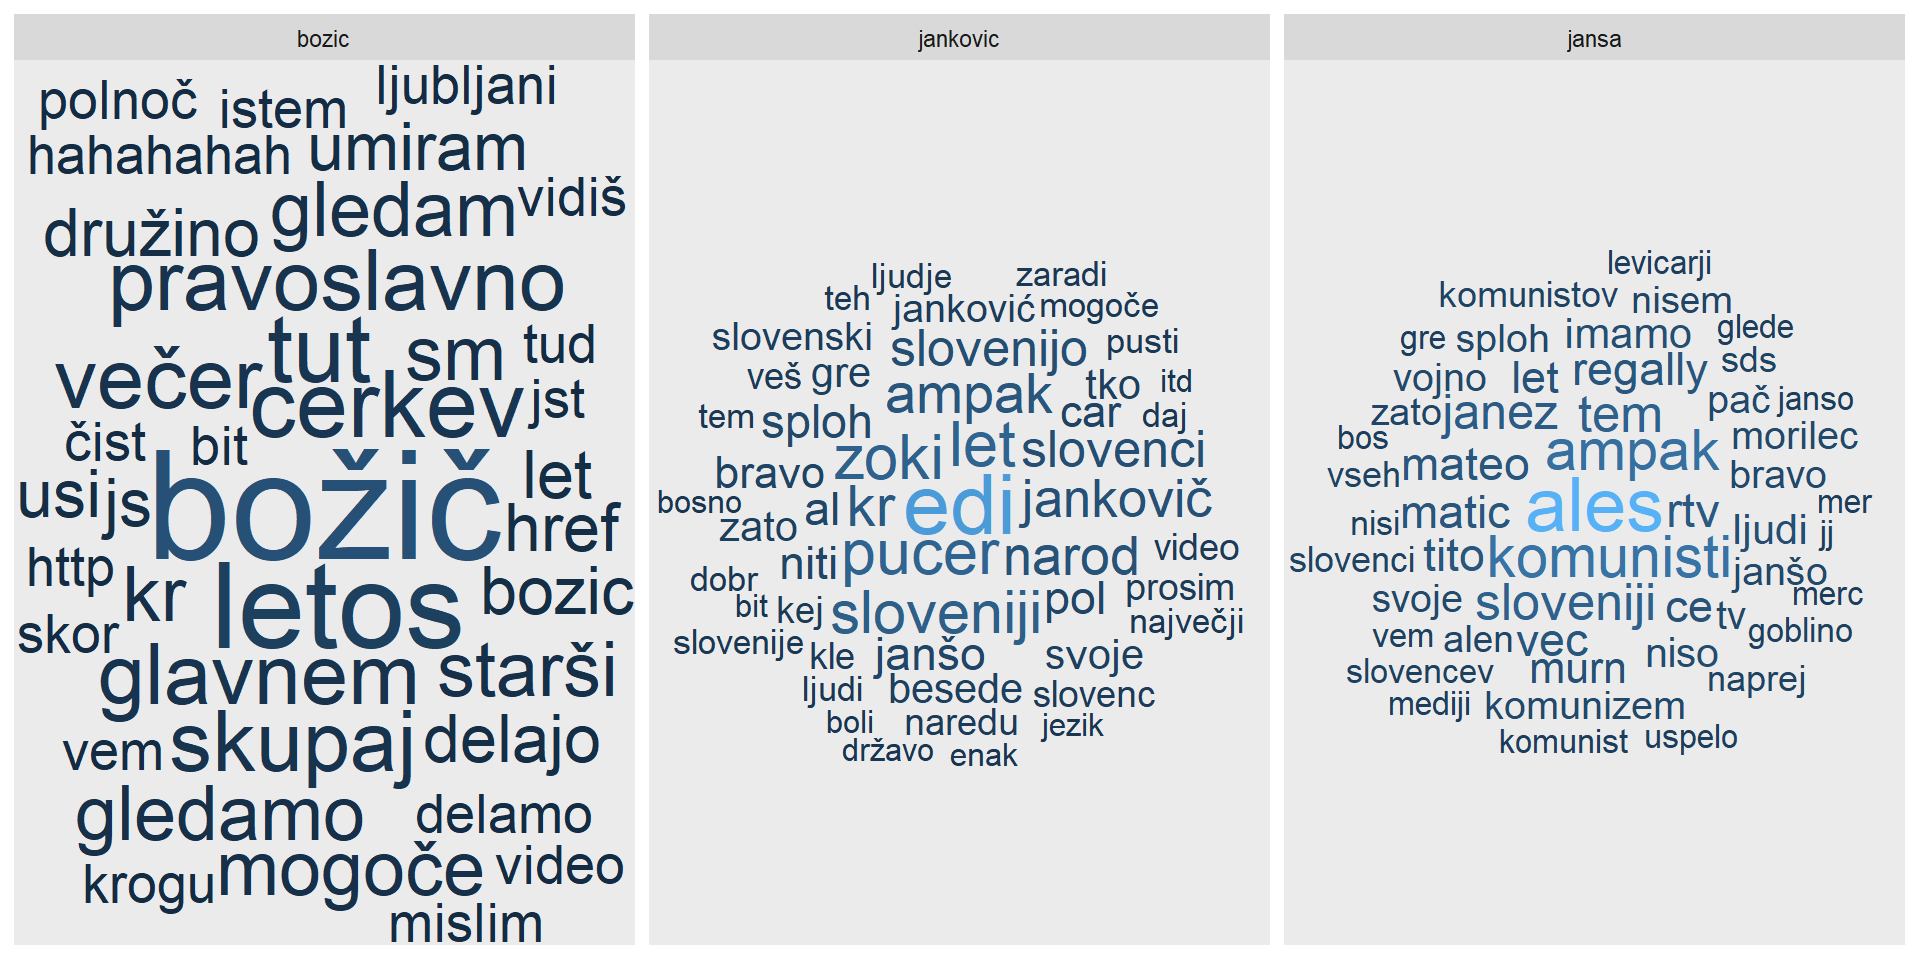 bozic
polnoč istem ljubljani
hahahahah umiram
družino gledam vidiš
pravoslavno
večer tut sm tud
cerkev jst
čist bit
usi js božič let
href
http kr letos bozic
skor
glavnem starši
vem skupaj delajo
gledamo delamo
krogu mogoče video
mislim
jankovic
ljudje zaradi
teh janković mogoče
slovenski slovenijo pusti
veš gre ampak tko itd
tem sploh car daj
bravo zoki let slovenci
bosno zato al kr edi jankovič
niti pucer narod video
dobr bit kej sloveniji pol prosim
največji
slovenije kle janšo svoje
ljudi besede slovenc
boli naredu jezik
državo enak
jansa
levicarji
komunistov nisem
gre sploh imamo glede
vojno let regally sds
zato janez tem pač janso
bos ampak morilec
vseh mateo bravo
nisi matic ales rtv ljudi mer
jj
slovenci tito komunisti janšo
svoje sloveniji ce tv merc
vem alen vec goblino
slovencev murn niso naprej
mediji komunizem
komunist uspelo